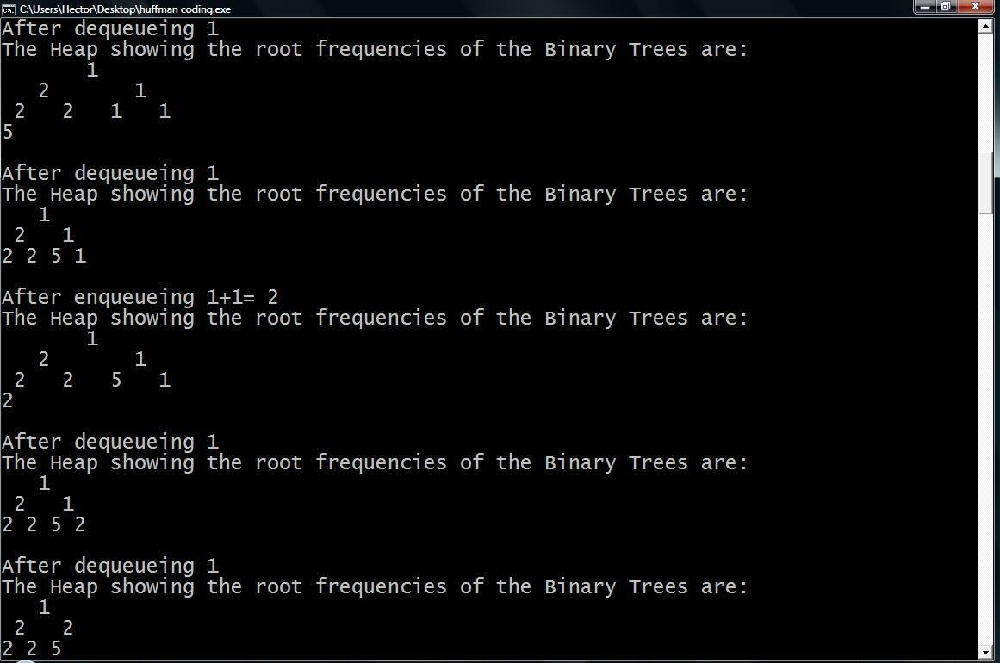 C:\Users\Hector\Desktop\huffman coding.exe
After dequeueing 1
The Heap showing the root frequencies of the Binary Trees are:
1
2 1
2 2 1 1
5
After dequeueing 1
The Heap showing the root frequencies of the Binary Trees are:
1
2 1
2 2 5 1
After enqueueing 1+1= 2
The Heap showing the root frequencies of the Binary Trees are:
1
2 1
2 2 5 1
2
After dequeueing 1
The Heap showing the root frequencies of the Binary Trees are:
1
2 1
2 2 5 2
After dequeueing 1
The Heap showing the root frequencies of the Binary Trees are:
1
2 2
2 2 5